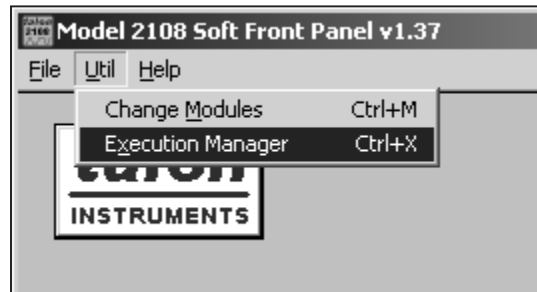 Model 2108 Soft Front Panel v1.37
File Util Help
Change Modules Ctrl+M
Execution Manager Ctrl+X
INSTRUMENTS